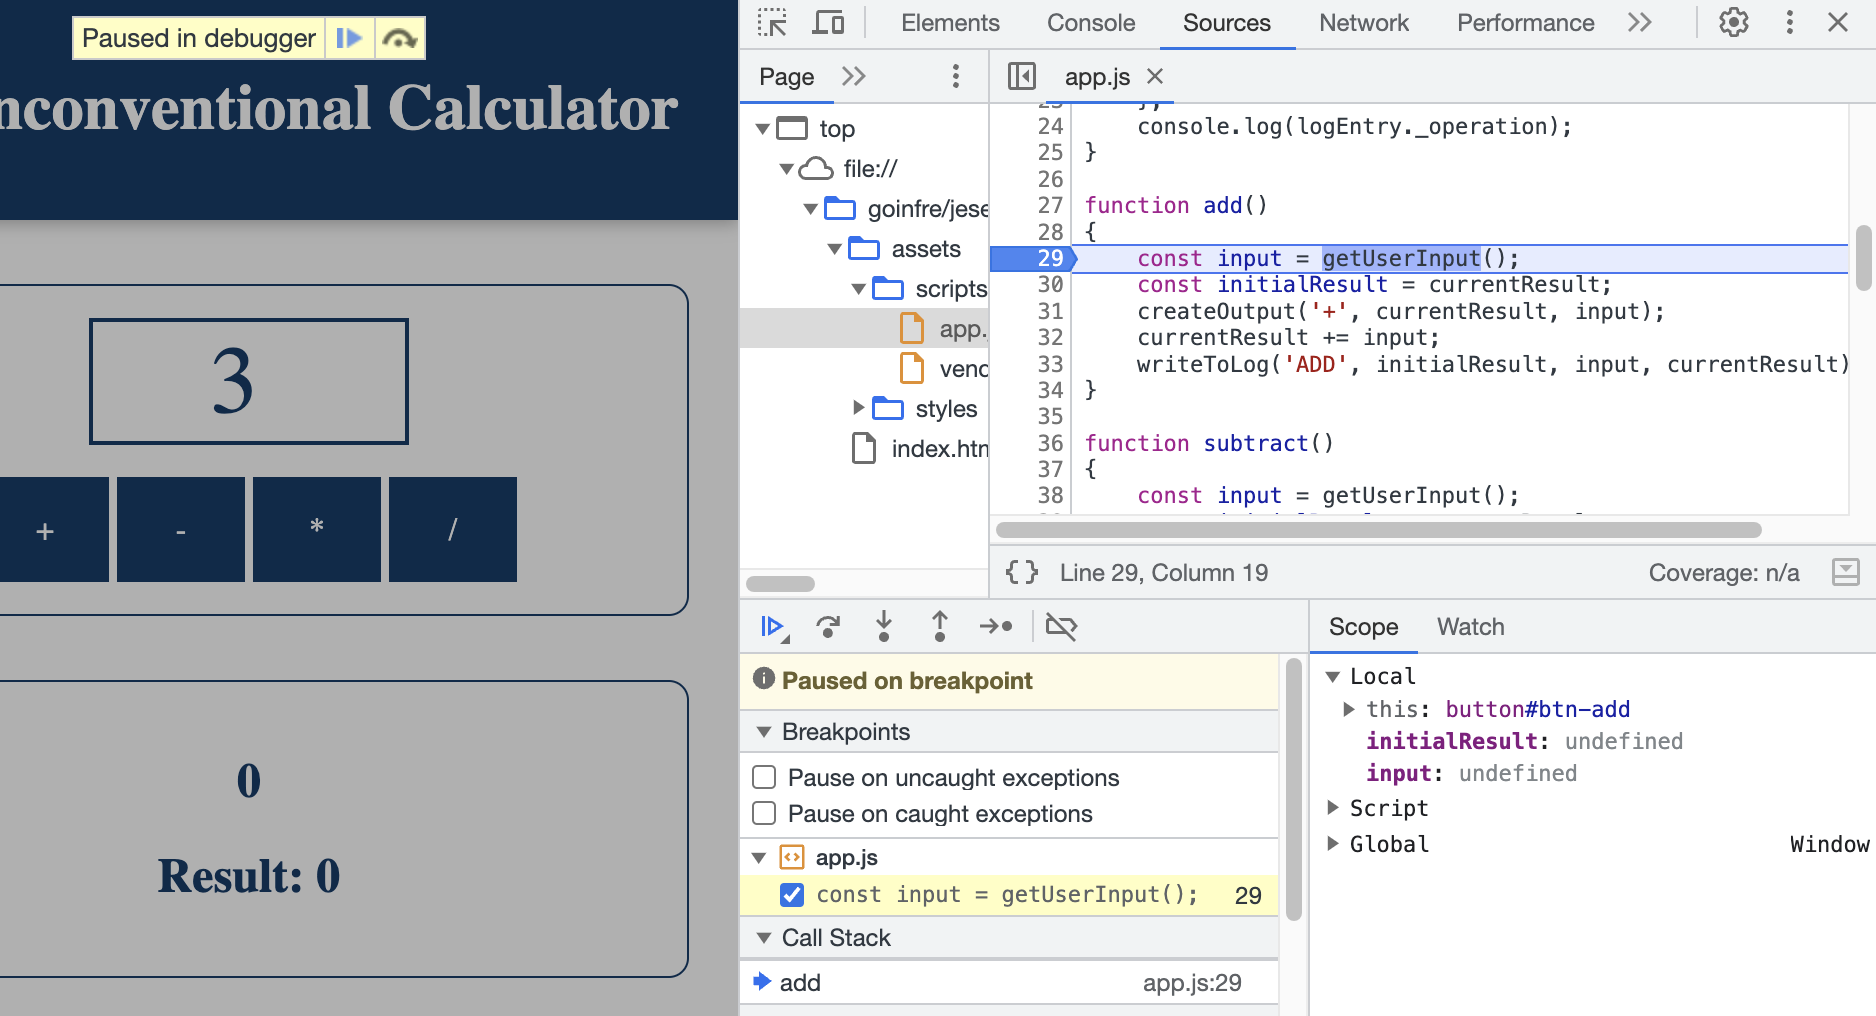 Paused in debugger
nconventional Calculator
3
+ - * /
0
Result: 0
Elements Console Sources Network Performance
Page
app.js
top
file://
goinfre/jese
assets
scripts
app.
vend
styles
index.htm
24 console.log(logEntry._operation);
25 }
26
27 function add()
28 {
29 const input = getUserInput();
30 const initialResult = currentResult;
31 createOutput('+', currentResult, input);
32 currentResult += input;
33 writeToLog('ADD', initialResult, input, currentResult)
34 }
35
36 function subtract()
37 {
38 const input = getUserInput();
{} Line 29, Column 19 Coverage: n/a
Paused on breakpoint
Breakpoints
Pause on uncaught exceptions
Pause on caught exceptions
app.js
const input = getUserInput(); 29
Call Stack
add app.js:29
Scope Watch
Local
this: button#btn-add
initialResult: undefined
input: undefined
Script
Global Window